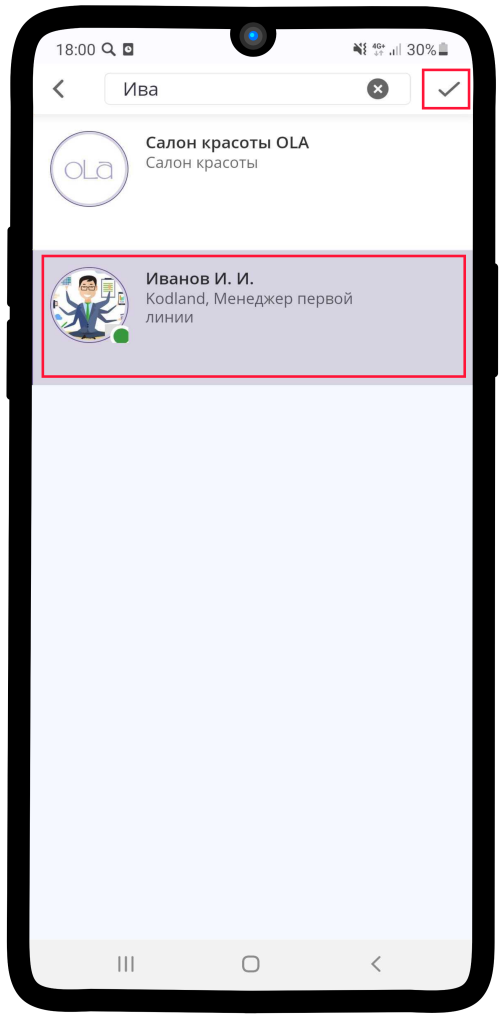 18:00 4G+ 30%
Ива
Салон красоты OLA
Салон красоты
OLA
Иванов И. И.
Kodland, Менеджер первой
линии